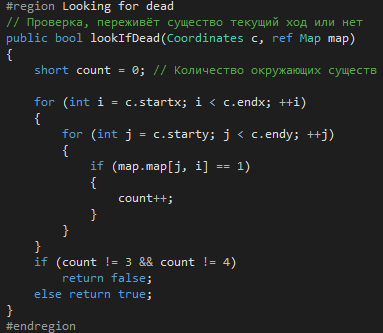 #region Looking for dead
// Проверка, переживёт существо текущий ход или нет
public bool lookIfDead(Coordinates c, ref Map map)
{
    short count = 0; // Количество окружающих существ

    for (int i = c.startx; i < c.endx; ++i)
    {
        for (int j = c.starty; j < c.endy; ++j)
        {
            if (map.map[j, i] == 1)
            {
                count++;
            }
        }
    }
    if (count != 3 && count != 4)
        return false;
    else return true;
}
#endregion